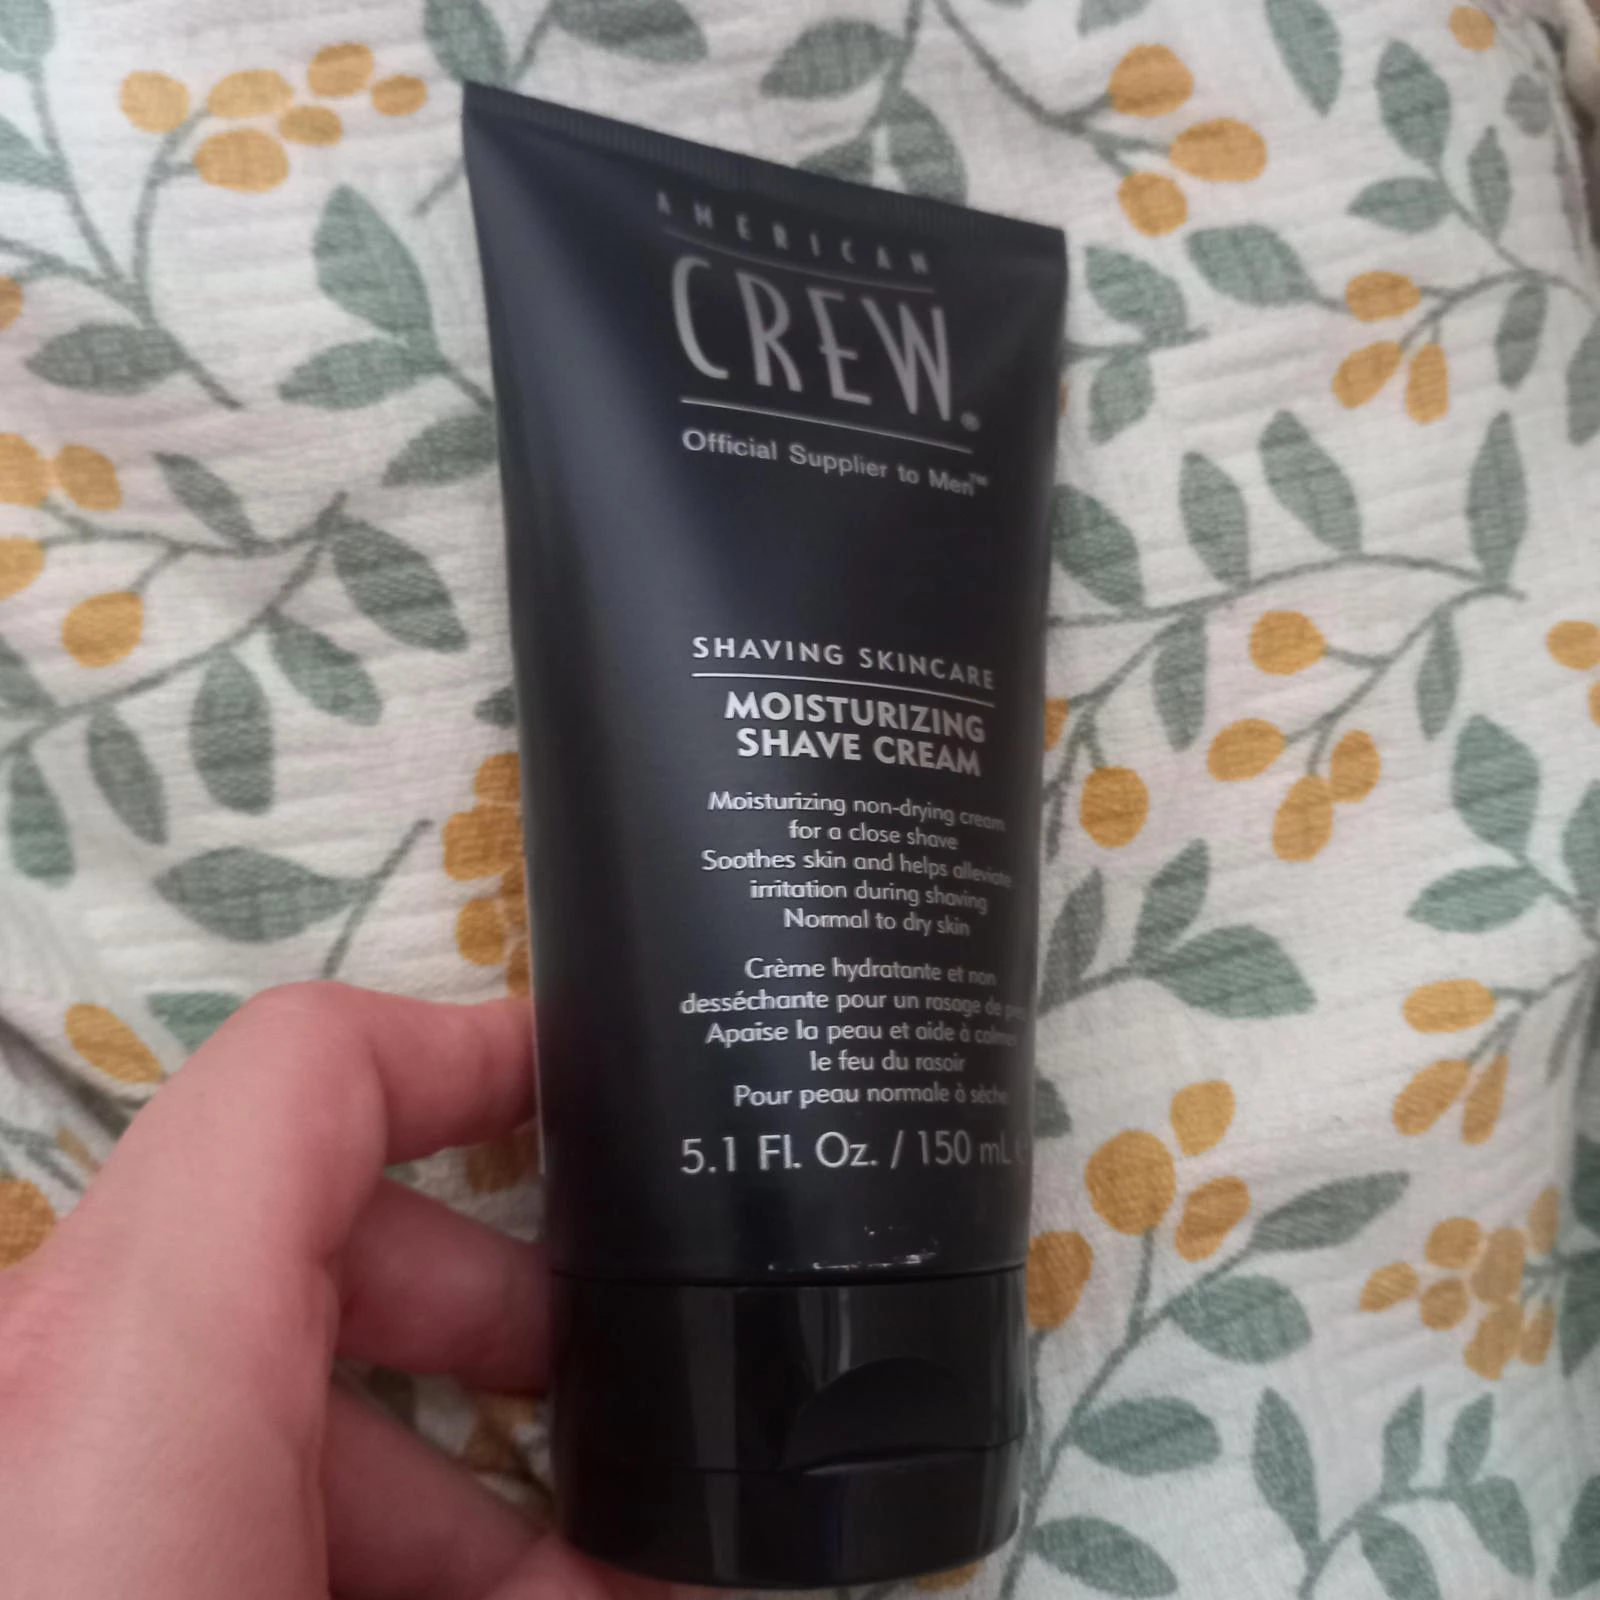 AMERICAN
CREW®
Official Supplier to Men™
SHAVING SKINCARE
MOISTURIZING
SHAVE CREAM
Moisturizing non-drying cream
for a close shave
Soothes skin and helps alleviate
irritation during shaving
Normal to dry skin
Crème hydratante et non
desséchante pour un rasage de
Apaise la peau et aide à calmer
le feu du rasoir
Pour peau normale à sèche
5.1 Fl. Oz. / 150 mL